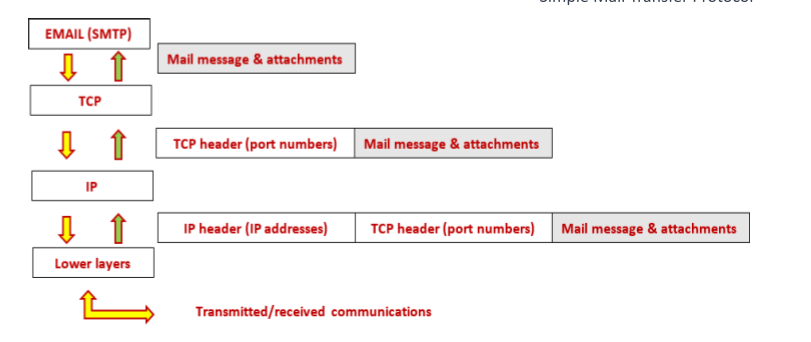 Simple Mail Transfer Protocol
EMAIL (SMTP)
Mail message & attachments
TCP
TCP header (port numbers) Mail message & attachments
IP
IP header (IP addresses) TCP header (port numbers) Mail message & attachments
Lower layers
Transmitted/received communications